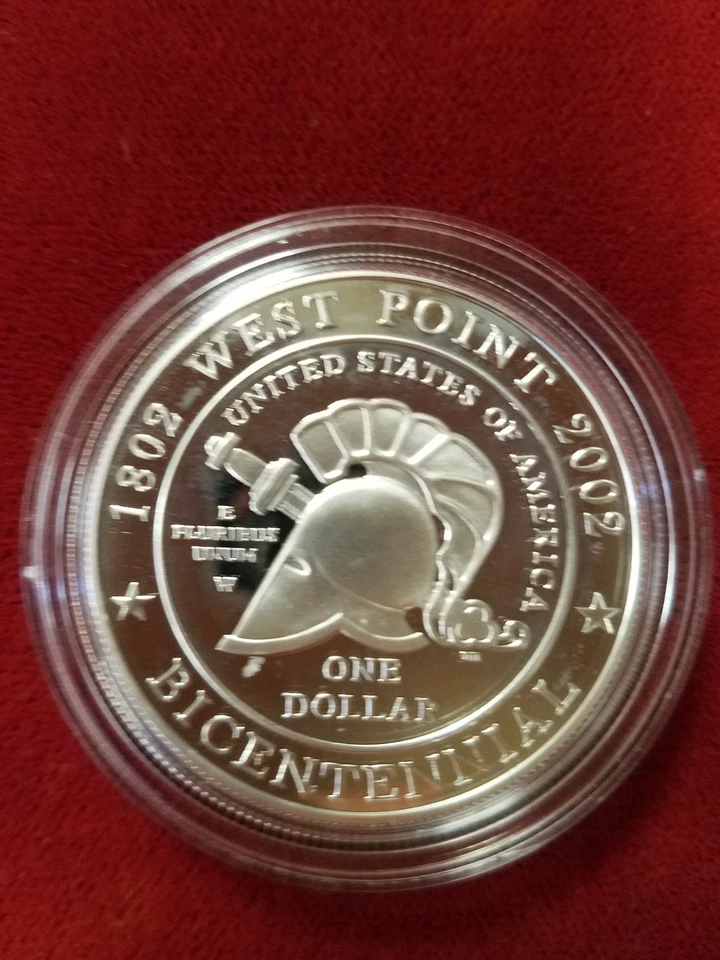 1802 WEST POINT 2002
UNITED STATES OF AMERICA
E
PLURIBUS
UNUM
W
ONE
DOLLAR
BICENTENNIAL